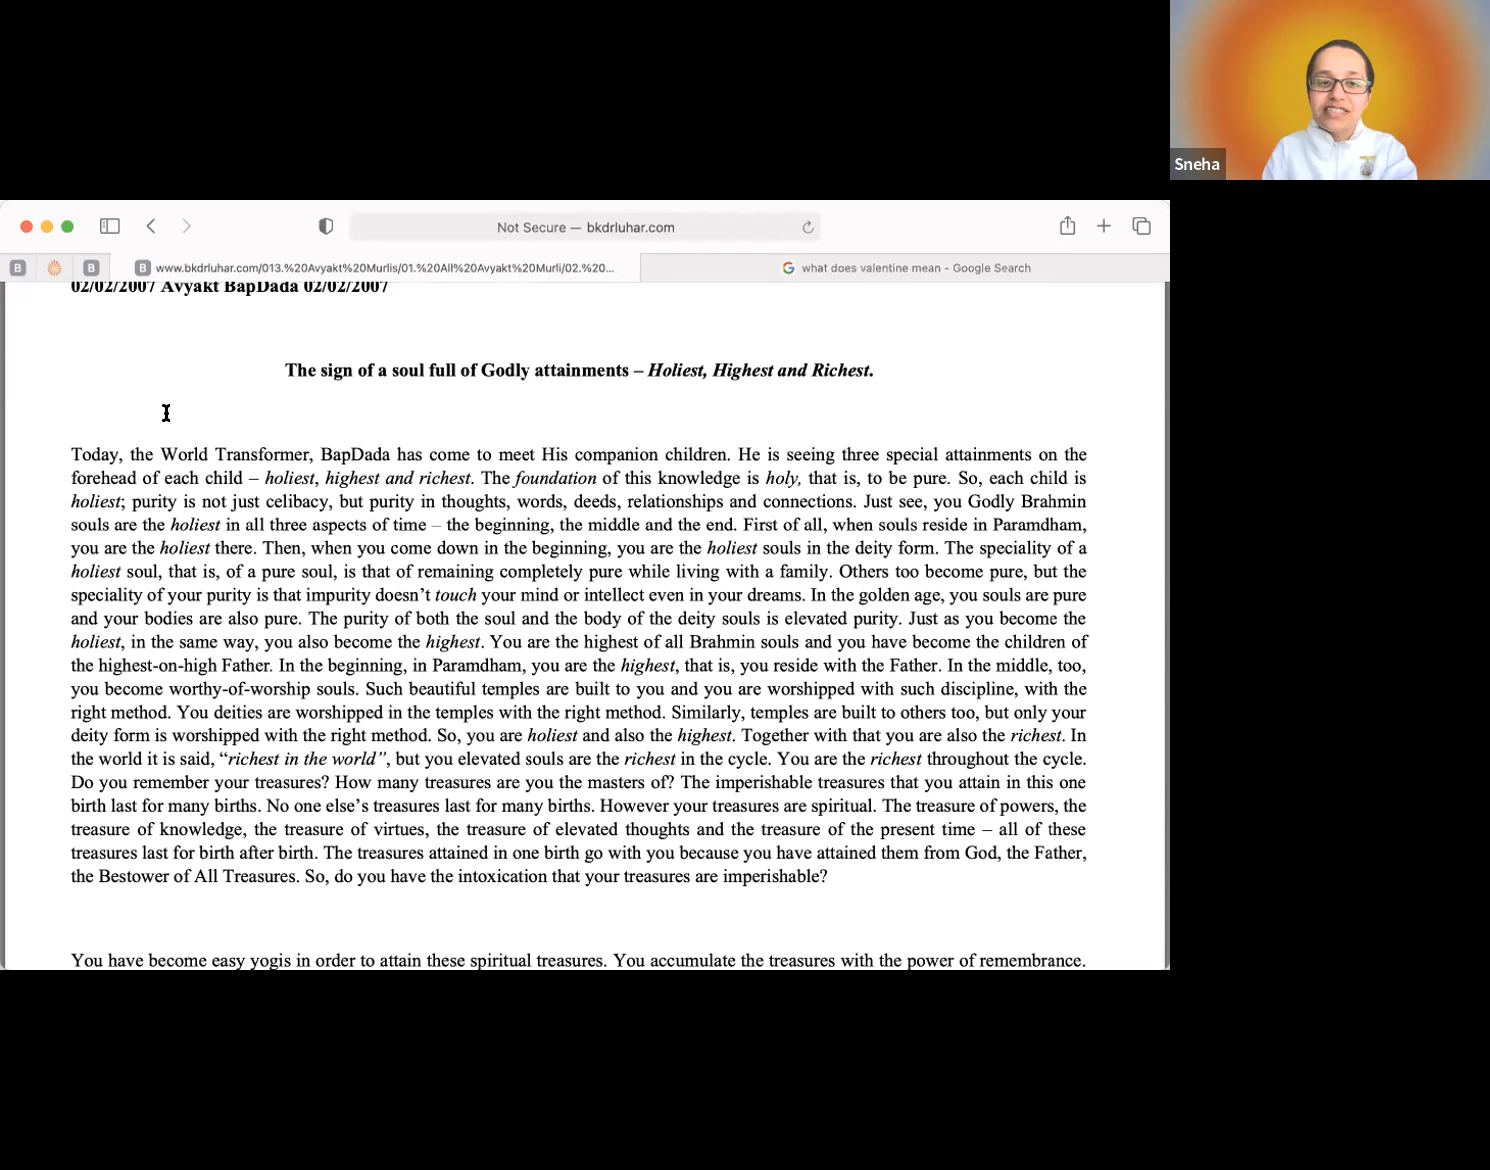 Sneha
Not Secure — bkdrluhar.com
B
B
B www.bkdrluhar.com/013.%20Avyakt%20Murlis/01.%20All%20Avyakt%20Murli/02.%20...
G what does valentine mean - Google Search
02/02/2007 Avyakt BapDada 02/02/2007
The sign of a soul full of Godly attainments – Holiest, Highest and Richest.
Today, the World Transformer, BapDada has come to meet His companion children. He is seeing three special attainments on the
forehead of each child – holiest, highest and richest. The foundation of this knowledge is holy, that is, to be pure. So, each child is
holiest; purity is not just celibacy, but purity in thoughts, words, deeds, relationships and connections. Just see, you Godly Brahmin
souls are the holiest in all three aspects of time – the beginning, the middle and the end. First of all, when souls reside in Paramdham,
you are the holiest there. Then, when you come down in the beginning, you are the holiest souls in the deity form. The speciality of a
holiest soul, that is, of a pure soul, is that of remaining completely pure while living with a family. Others too become pure, but the
speciality of your purity is that impurity doesn’t touch your mind or intellect even in your dreams. In the golden age, you souls are pure
and your bodies are also pure. The purity of both the soul and the body of the deity souls is elevated purity. Just as you become the
holiest, in the same way, you also become the highest. You are the highest of all Brahmin souls and you have become the children of
the highest-on-high Father. In the beginning, in Paramdham, you are the highest, that is, you reside with the Father. In the middle, too,
you become worthy-of-worship souls. Such beautiful temples are built to you and you are worshipped with such discipline, with the
right method. You deities are worshipped in the temples with the right method. Similarly, temples are built to others too, but only your
deity form is worshipped with the right method. So, you are holiest and also the highest. Together with that you are also the richest. In
the world it is said, “richest in the world”, but you elevated souls are the richest in the cycle. You are the richest throughout the cycle.
Do you remember your treasures? How many treasures are you the masters of? The imperishable treasures that you attain in this one
birth last for many births. No one else’s treasures last for many births. However your treasures are spiritual. The treasure of powers, the
treasure of knowledge, the treasure of virtues, the treasure of elevated thoughts and the treasure of the present time – all of these
treasures last for birth after birth. The treasures attained in one birth go with you because you have attained them from God, the Father,
the Bestower of All Treasures. So, do you have the intoxication that your treasures are imperishable?
You have become easy yogis in order to attain these spiritual treasures. You accumulate the treasures with the power of remembrance.